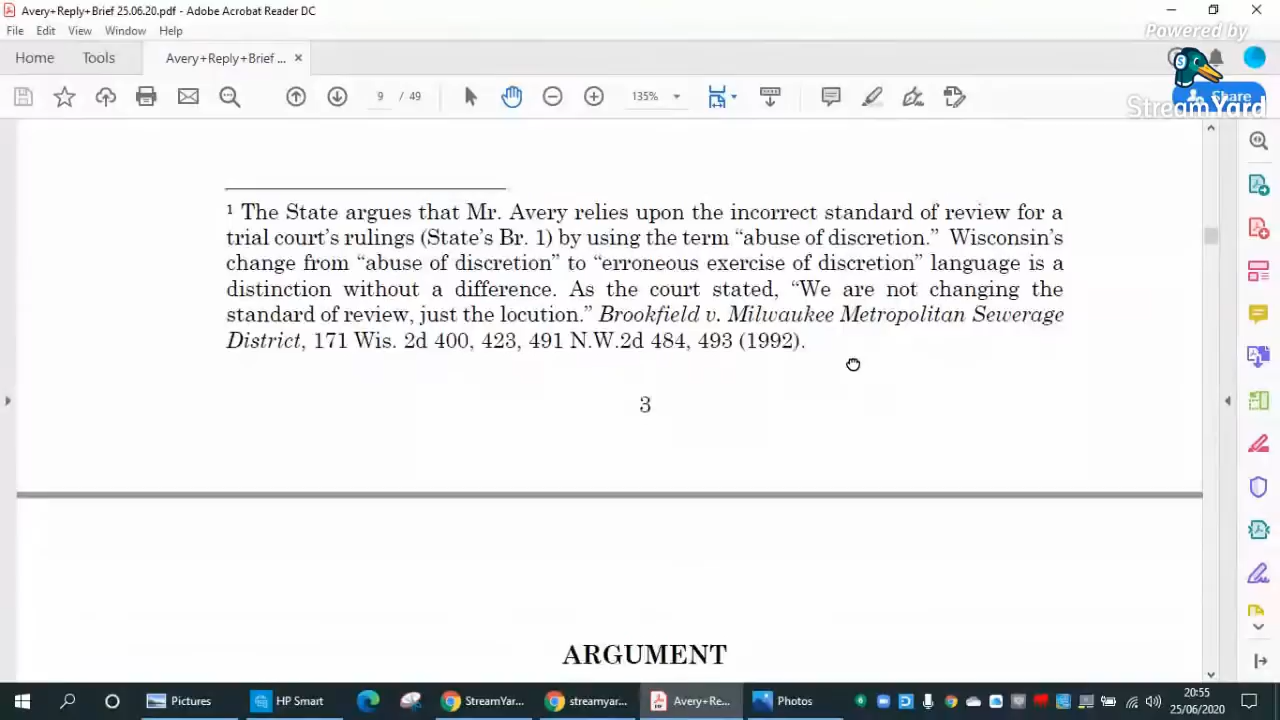 Avery+Reply+Brief 25.06.20.pdf - Adobe Acrobat Reader DC
File Edit View Window Help
Powered by
Home Tools Avery+Reply+Brief ... ×
9 / 49 135%
Share
StreamYard
1 The State argues that Mr. Avery relies upon the incorrect standard of review for a
trial court’s rulings (State’s Br. 1) by using the term “abuse of discretion.” Wisconsin’s
change from “abuse of discretion” to “erroneous exercise of discretion” language is a
distinction without a difference. As the court stated, “We are not changing the
standard of review, just the locution.” Brookfield v. Milwaukee Metropolitan Sewerage
District, 171 Wis. 2d 400, 423, 491 N.W.2d 484, 493 (1992).
3
ARGUMENT
Pictures HP Smart StreamYar... streamyar... Avery+Re... Photos
20:55
25/06/2020